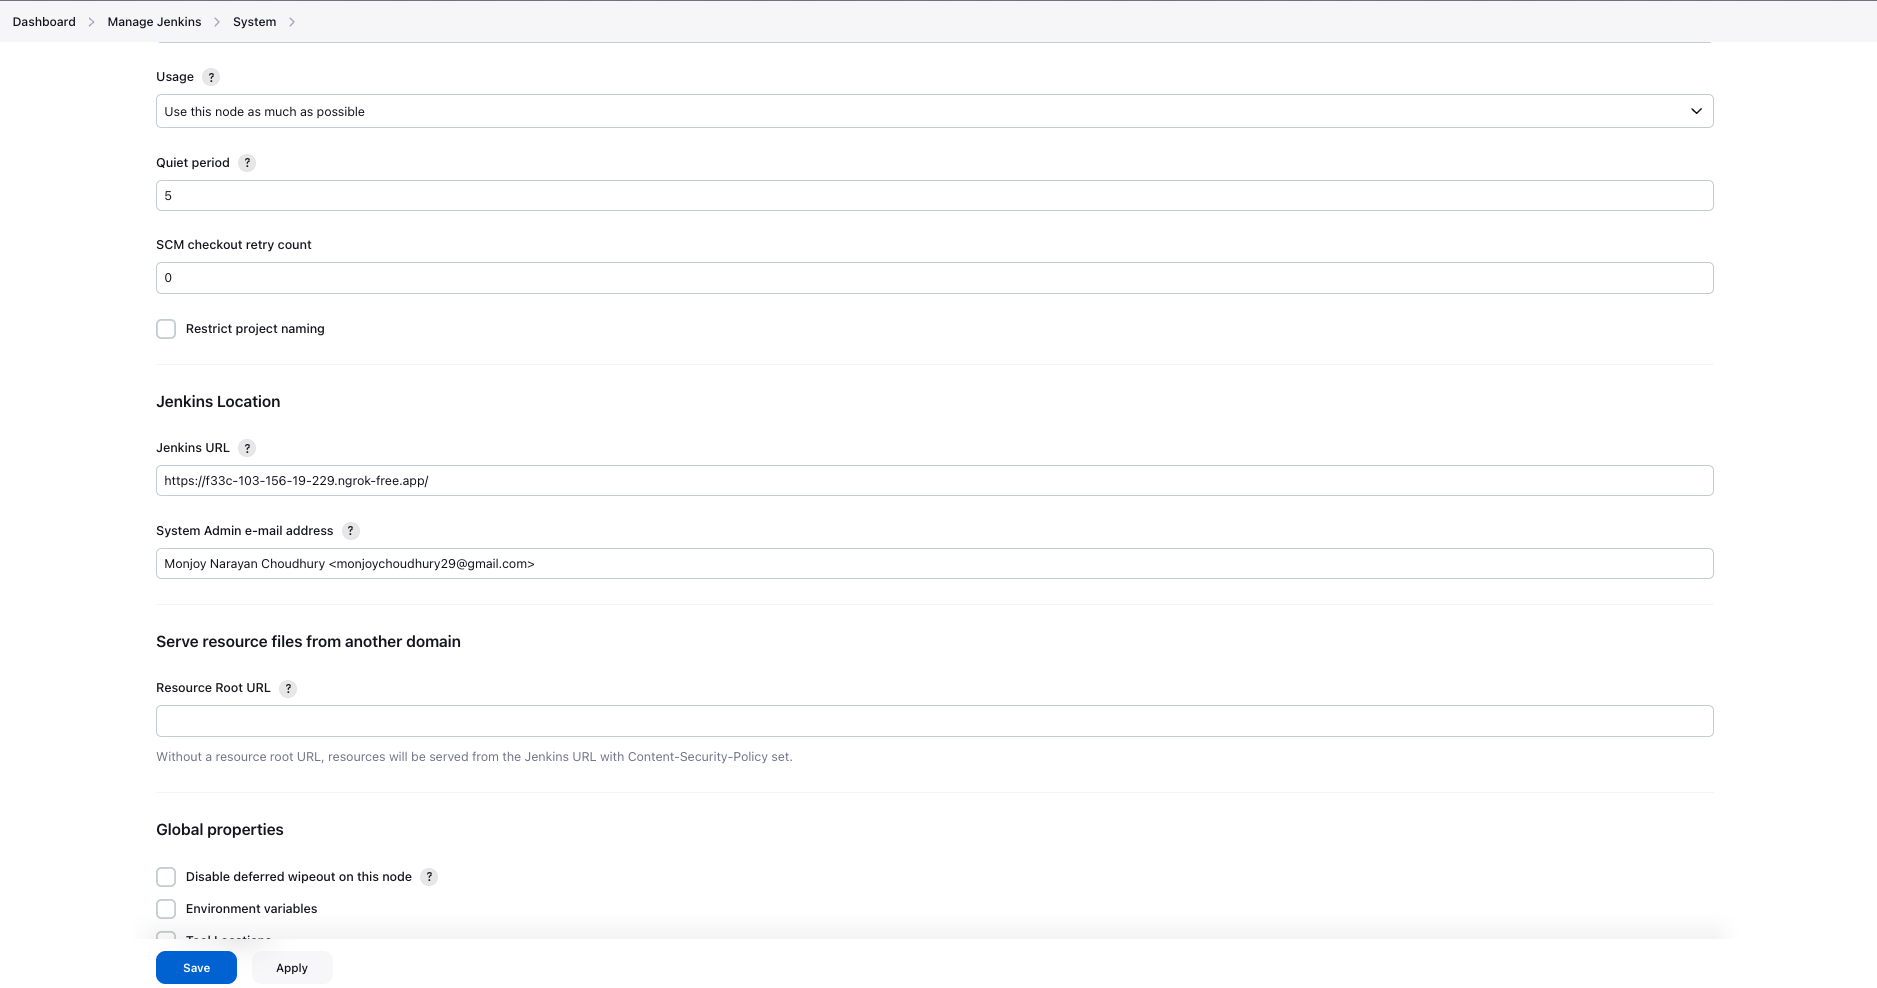 Dashboard > Manage Jenkins > System >
Usage ?
Use this node as much as possible
Quiet period ?
5
SCM checkout retry count
0
Restrict project naming
Jenkins Location
Jenkins URL ?
https://f33c-103-156-19-229.ngrok-free.app/
System Admin e-mail address ?
Monjoy Narayan Choudhury <monjoychoudhury29@gmail.com>
Serve resource files from another domain
Resource Root URL ?
Without a resource root URL, resources will be served from the Jenkins URL with Content-Security-Policy set.
Global properties
Disable deferred wipeout on this node ?
Environment variables
Tool Locations
Save Apply